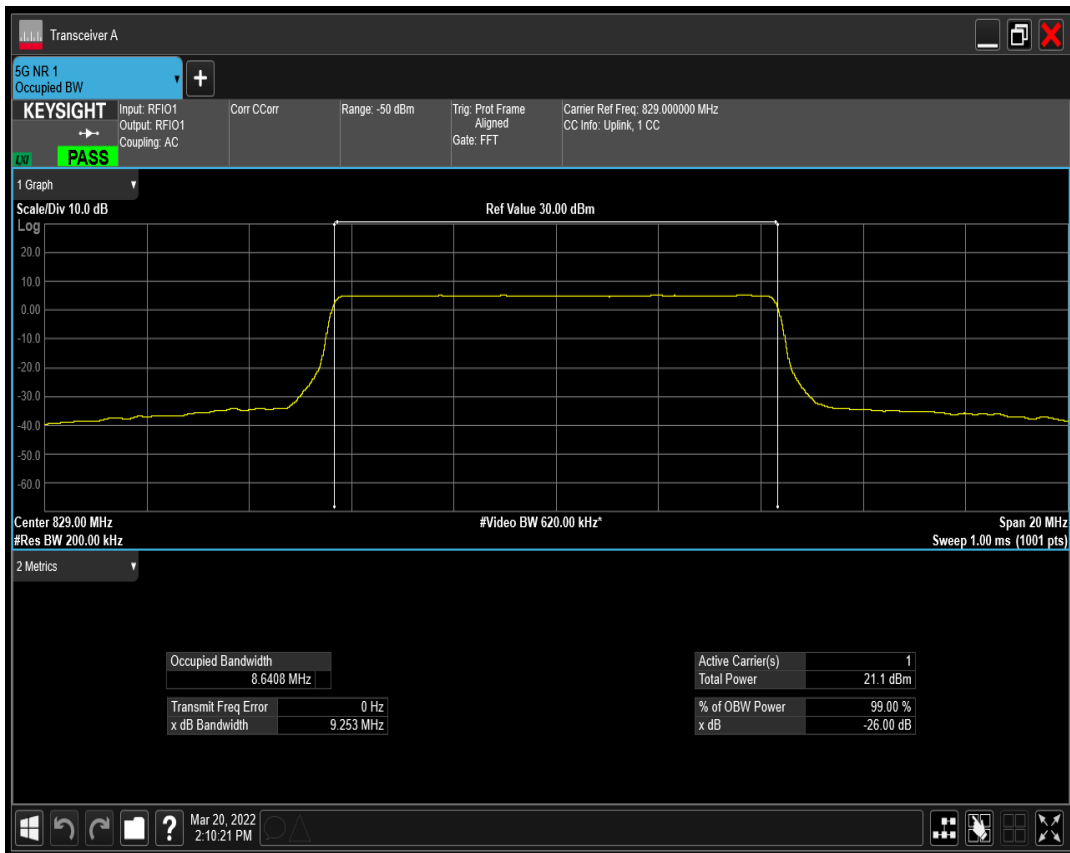 Transceiver A
5G NR 1
Occupied BW
+
KEYSIGHT
LXI
PASS
Input: RFIO1
Output: RFIO1
Coupling: AC
Corr CCorr
Range: -50 dBm
Trig: Prot Frame
Aligned
Gate: FFT
Carrier Ref Freq: 829.000000 MHz
CC Info: Uplink, 1 CC
1 Graph
Scale/Div 10.0 dB
Ref Value 30.00 dBm
Log
20.0
10.0
0.00
-10.0
-20.0
-30.0
-40.0
-50.0
-60.0
Center 829.00 MHz
#Video BW 620.00 kHz*
Span 20 MHz
#Res BW 200.00 kHz
Sweep 1.00 ms (1001 pts)
2 Metrics
Occupied Bandwidth
8.6408 MHz
Transmit Freq Error 0 Hz
x dB Bandwidth 9.253 MHz
Active Carrier(s) 1
Total Power 21.1 dBm
% of OBW Power 99.00 %
x dB -26.00 dB
?
Mar 20, 2022
2:10:21 PM